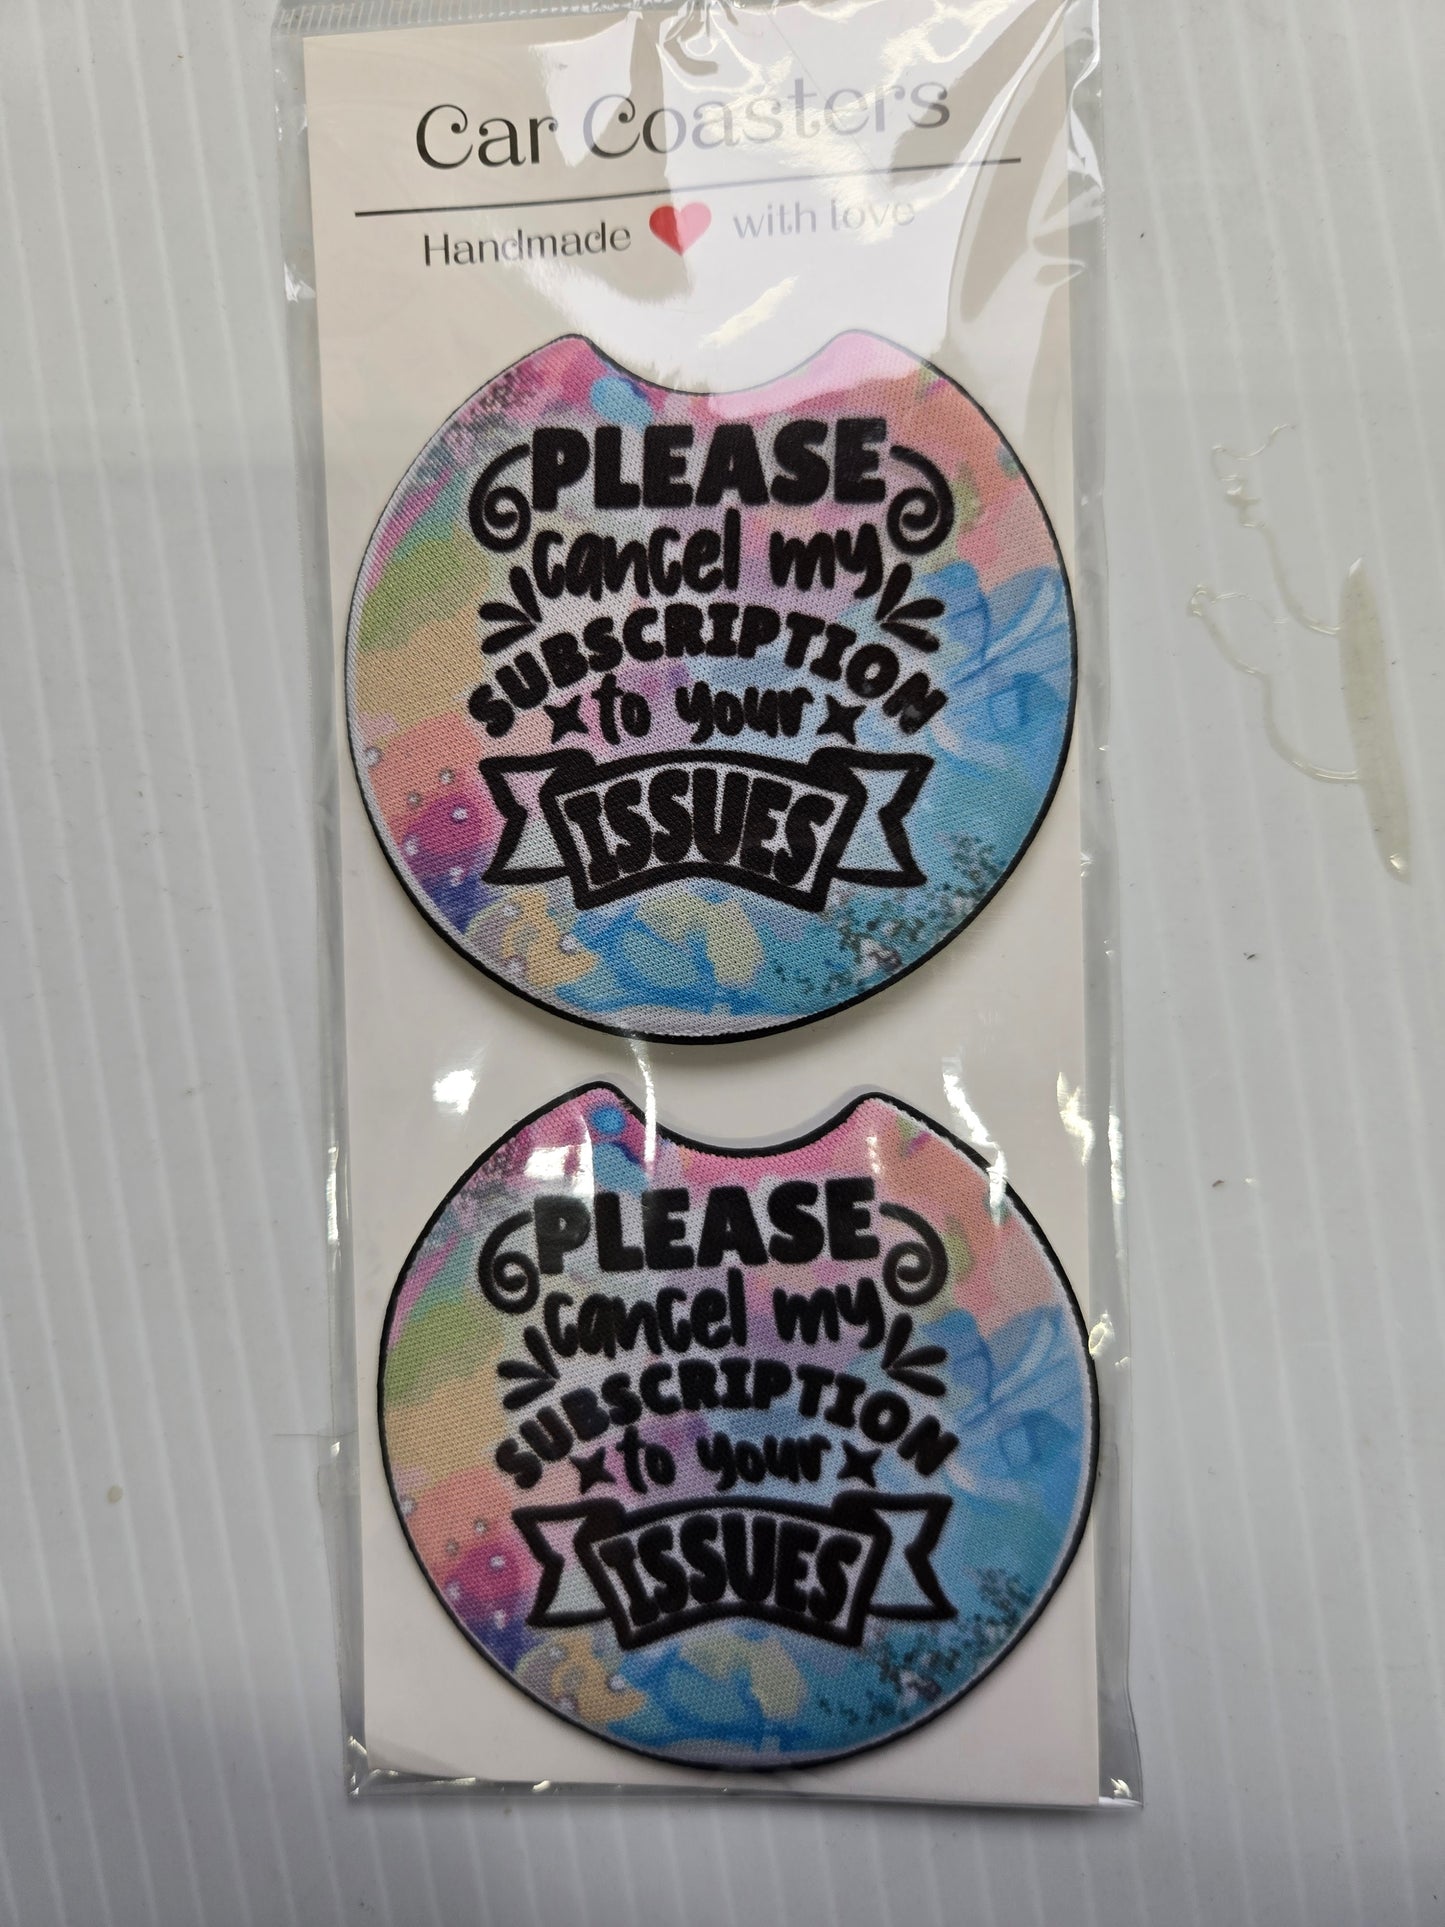 Car Coasters
Handmade with love
PLEASE
cancel my
SUBSCRIPTION
to your
ISSUES
PLEASE
cancel my
SUBSCRIPTION
to your
ISSUES